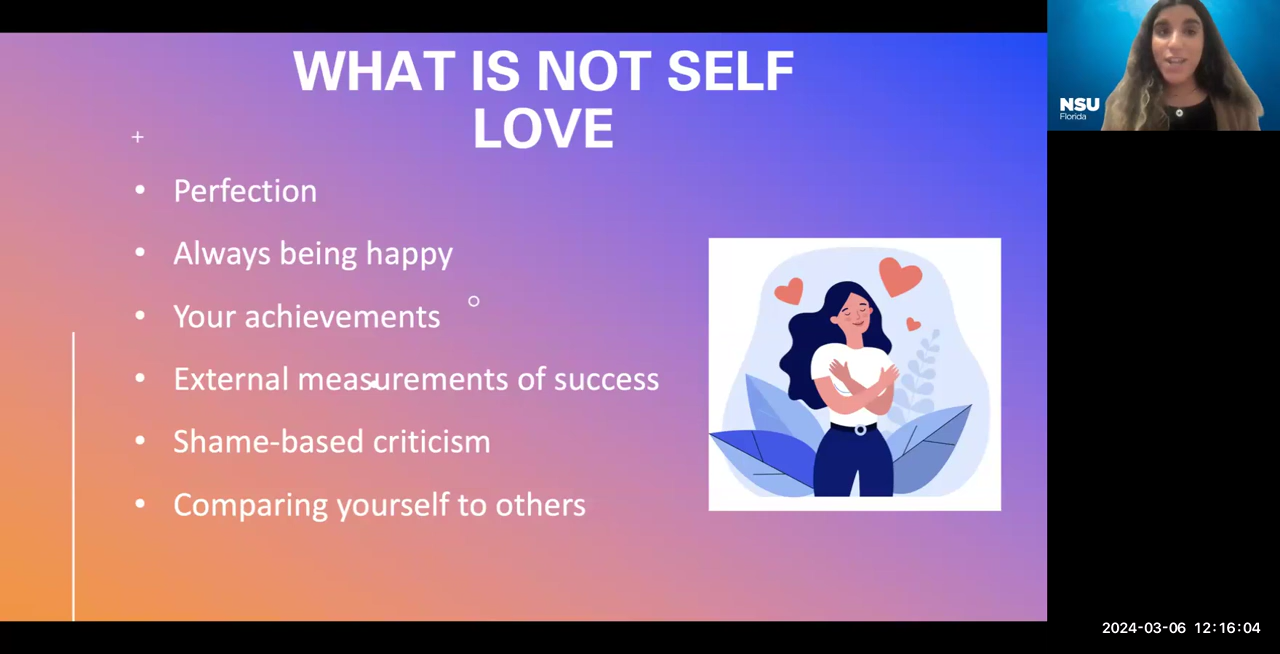 WHAT IS NOT SELF
LOVE
• Perfection
• Always being happy
• Your achievements
• External measurements of success
• Shame-based criticism
• Comparing yourself to others
NSU
Florida
2024-03-06 12:16:04